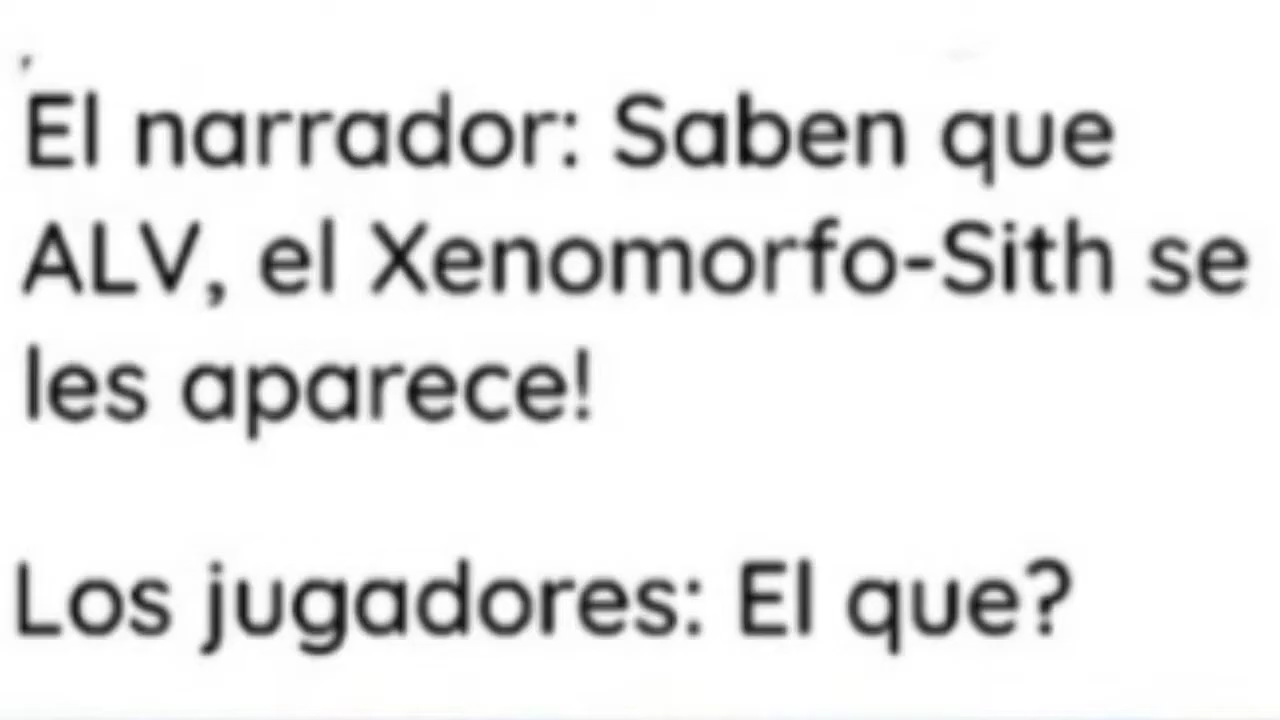 El narrador: Saben que
ALV, el Xenomorfo-Sith se
les aparece!
Los jugadores: El que?